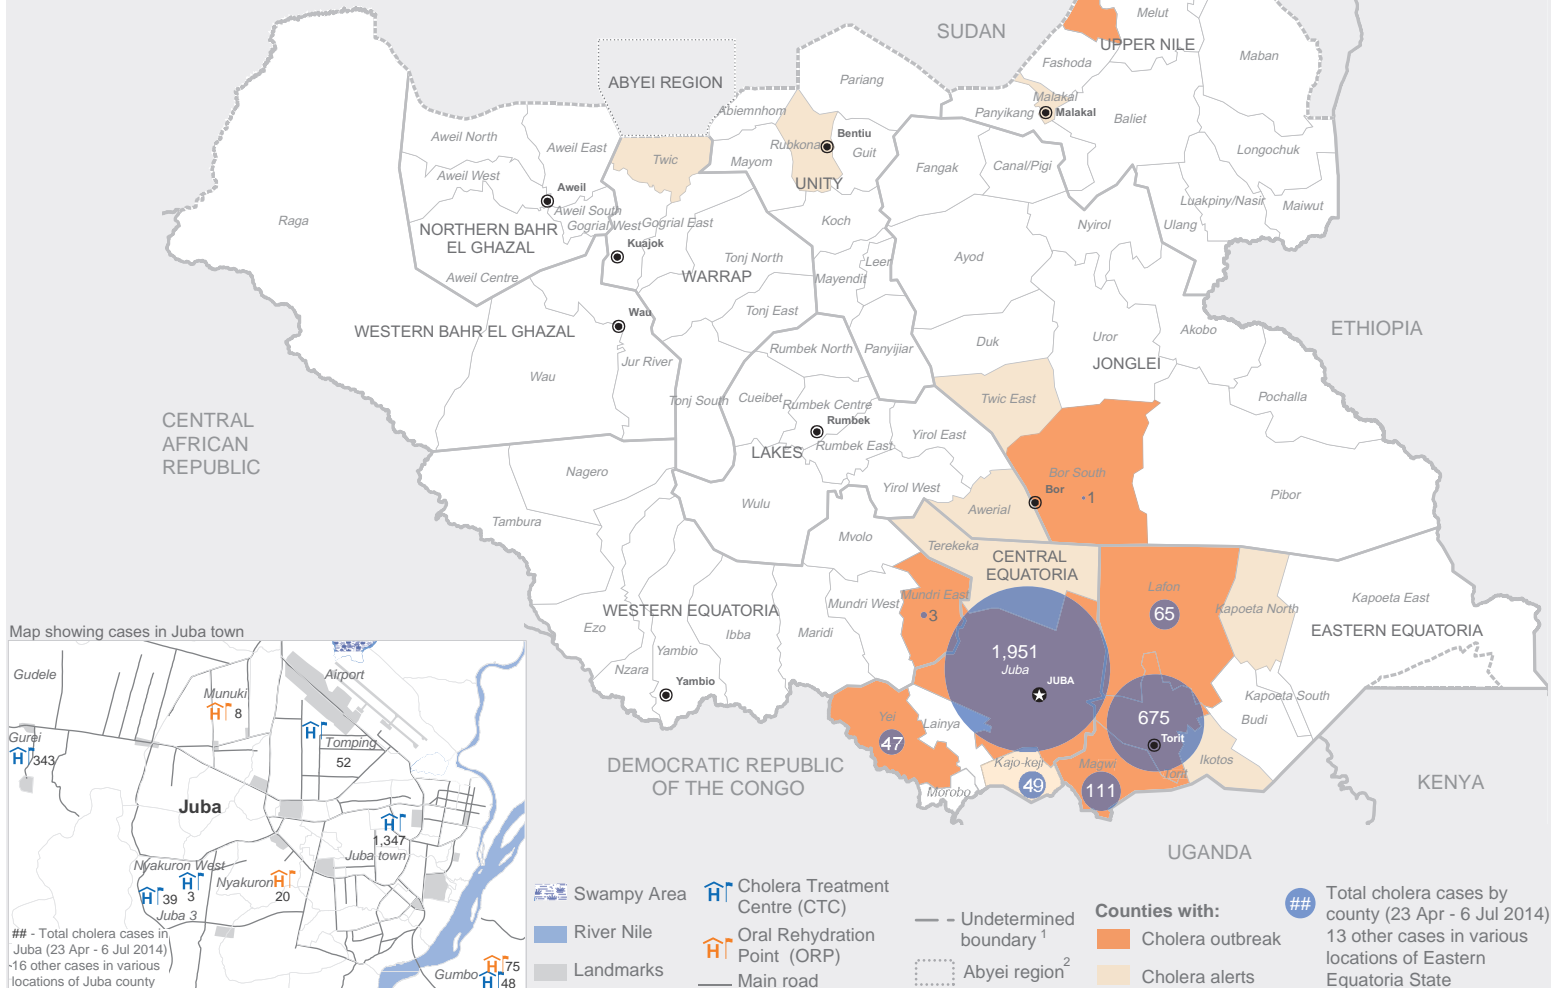 SUDAN
Melut
UPPER NILE
Maban
Fashoda
ABYEI REGION
Pariang
Malakal
Abiemnhom
Panyikang
Malakal
Baliet
Aweil North
Aweil East
Twic
Rubkona
Bentiu
Guit
Mayom
Longochuk
Fangak
Canal/Pigi
Aweil West
UNITY
Aweil
Luakpiny/Nasir
Maiwut
Raga
Aweil South
Gogrial West
Gogrial East
Koch
Nyirol
Ulang
NORTHERN BAHR
EL GHAZAL
Kuajok
Tonj North
Leer
Ayod
Aweil Centre
WARRAP
Mayendit
Wau
Tonj East
WESTERN BAHR EL GHAZAL
ETHIOPIA
Akobo
Uror
Duk
Rumbek North
Panyijiar
Jur River
JONGLEI
Wau
Tonj South
Cueibet
Rumbek Centre
Twic East
Pochalla
CENTRAL
AFRICAN
REPUBLIC
Rumbek
Yirol East
Rumbek East
LAKES
Nagero
Bor South
Yirol West
Bor
1
Pibor
Wulu
Awerial
Tambura
Mvolo
Terekeka
CENTRAL
EQUATORIA
Lafon
Mundri East
Mundri West
3
65
Kapoeta North
Kapoeta East
WESTERN EQUATORIA
EASTERN EQUATORIA
Ezo
Ibba
Maridi
Yambio
Nzara
1,951
Juba
JUBA
Yambio
Kapoeta South
Budi
Yei
Lainya
675
Torit
47
Ikotos
Kajo-keji
Magwi
Torit
49
111
Morobo
DEMOCRATIC REPUBLIC
OF THE CONGO
KENYA
UGANDA
Map showing cases in Juba town
Gudele
Airport
Munuki
8
Gurei
343
Tomping
52
Juba
1,347
Juba town
Nyakuron West
39
3
Nyakuron
20
Juba 3
## - Total cholera cases in
Juba (23 Apr - 6 Jul 2014)
16 other cases in various
locations of Juba county
Gumbo
75
48
Swampy Area
River Nile
Landmarks
Cholera Treatment
Centre (CTC)
Oral Rehydration
Point (ORP)
Main road
Undetermined
boundary 1
Abyei region2
Counties with:
Cholera outbreak
Cholera alerts
##
Total cholera cases by
county (23 Apr - 6 Jul 2014)
13 other cases in various
locations of Eastern
Equatoria State